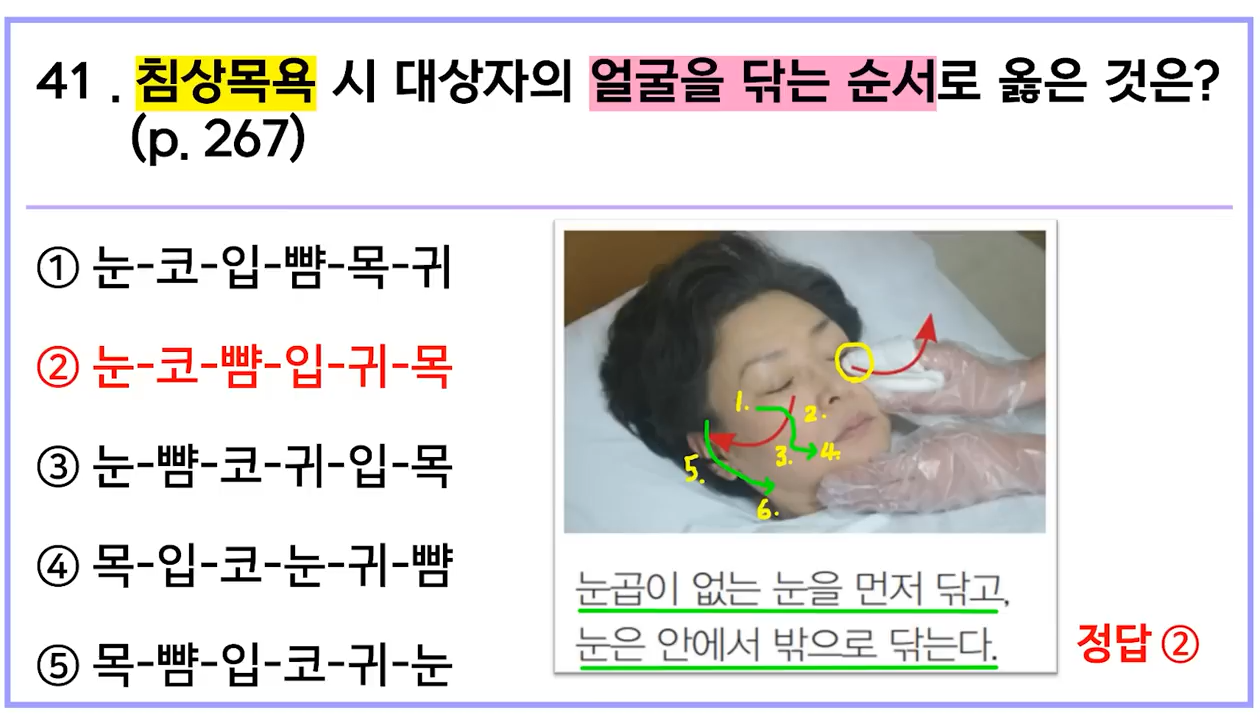 41 . 침상목욕 시 대상자의 얼굴을 닦는 순서로 옳은 것은?
(p. 267)
① 눈-코-입-뺨-목-귀
② 눈-코-뺨-입-귀-목
③ 눈-뺨-코-귀-입-목
④ 목-입-코-눈-귀-뺨
⑤ 목-뺨-입-코-귀-눈
1.
2.
3.
4.
5.
6.
눈곱이 없는 눈을 먼저 닦고,
눈은 안에서 밖으로 닦는다.
정답 ②